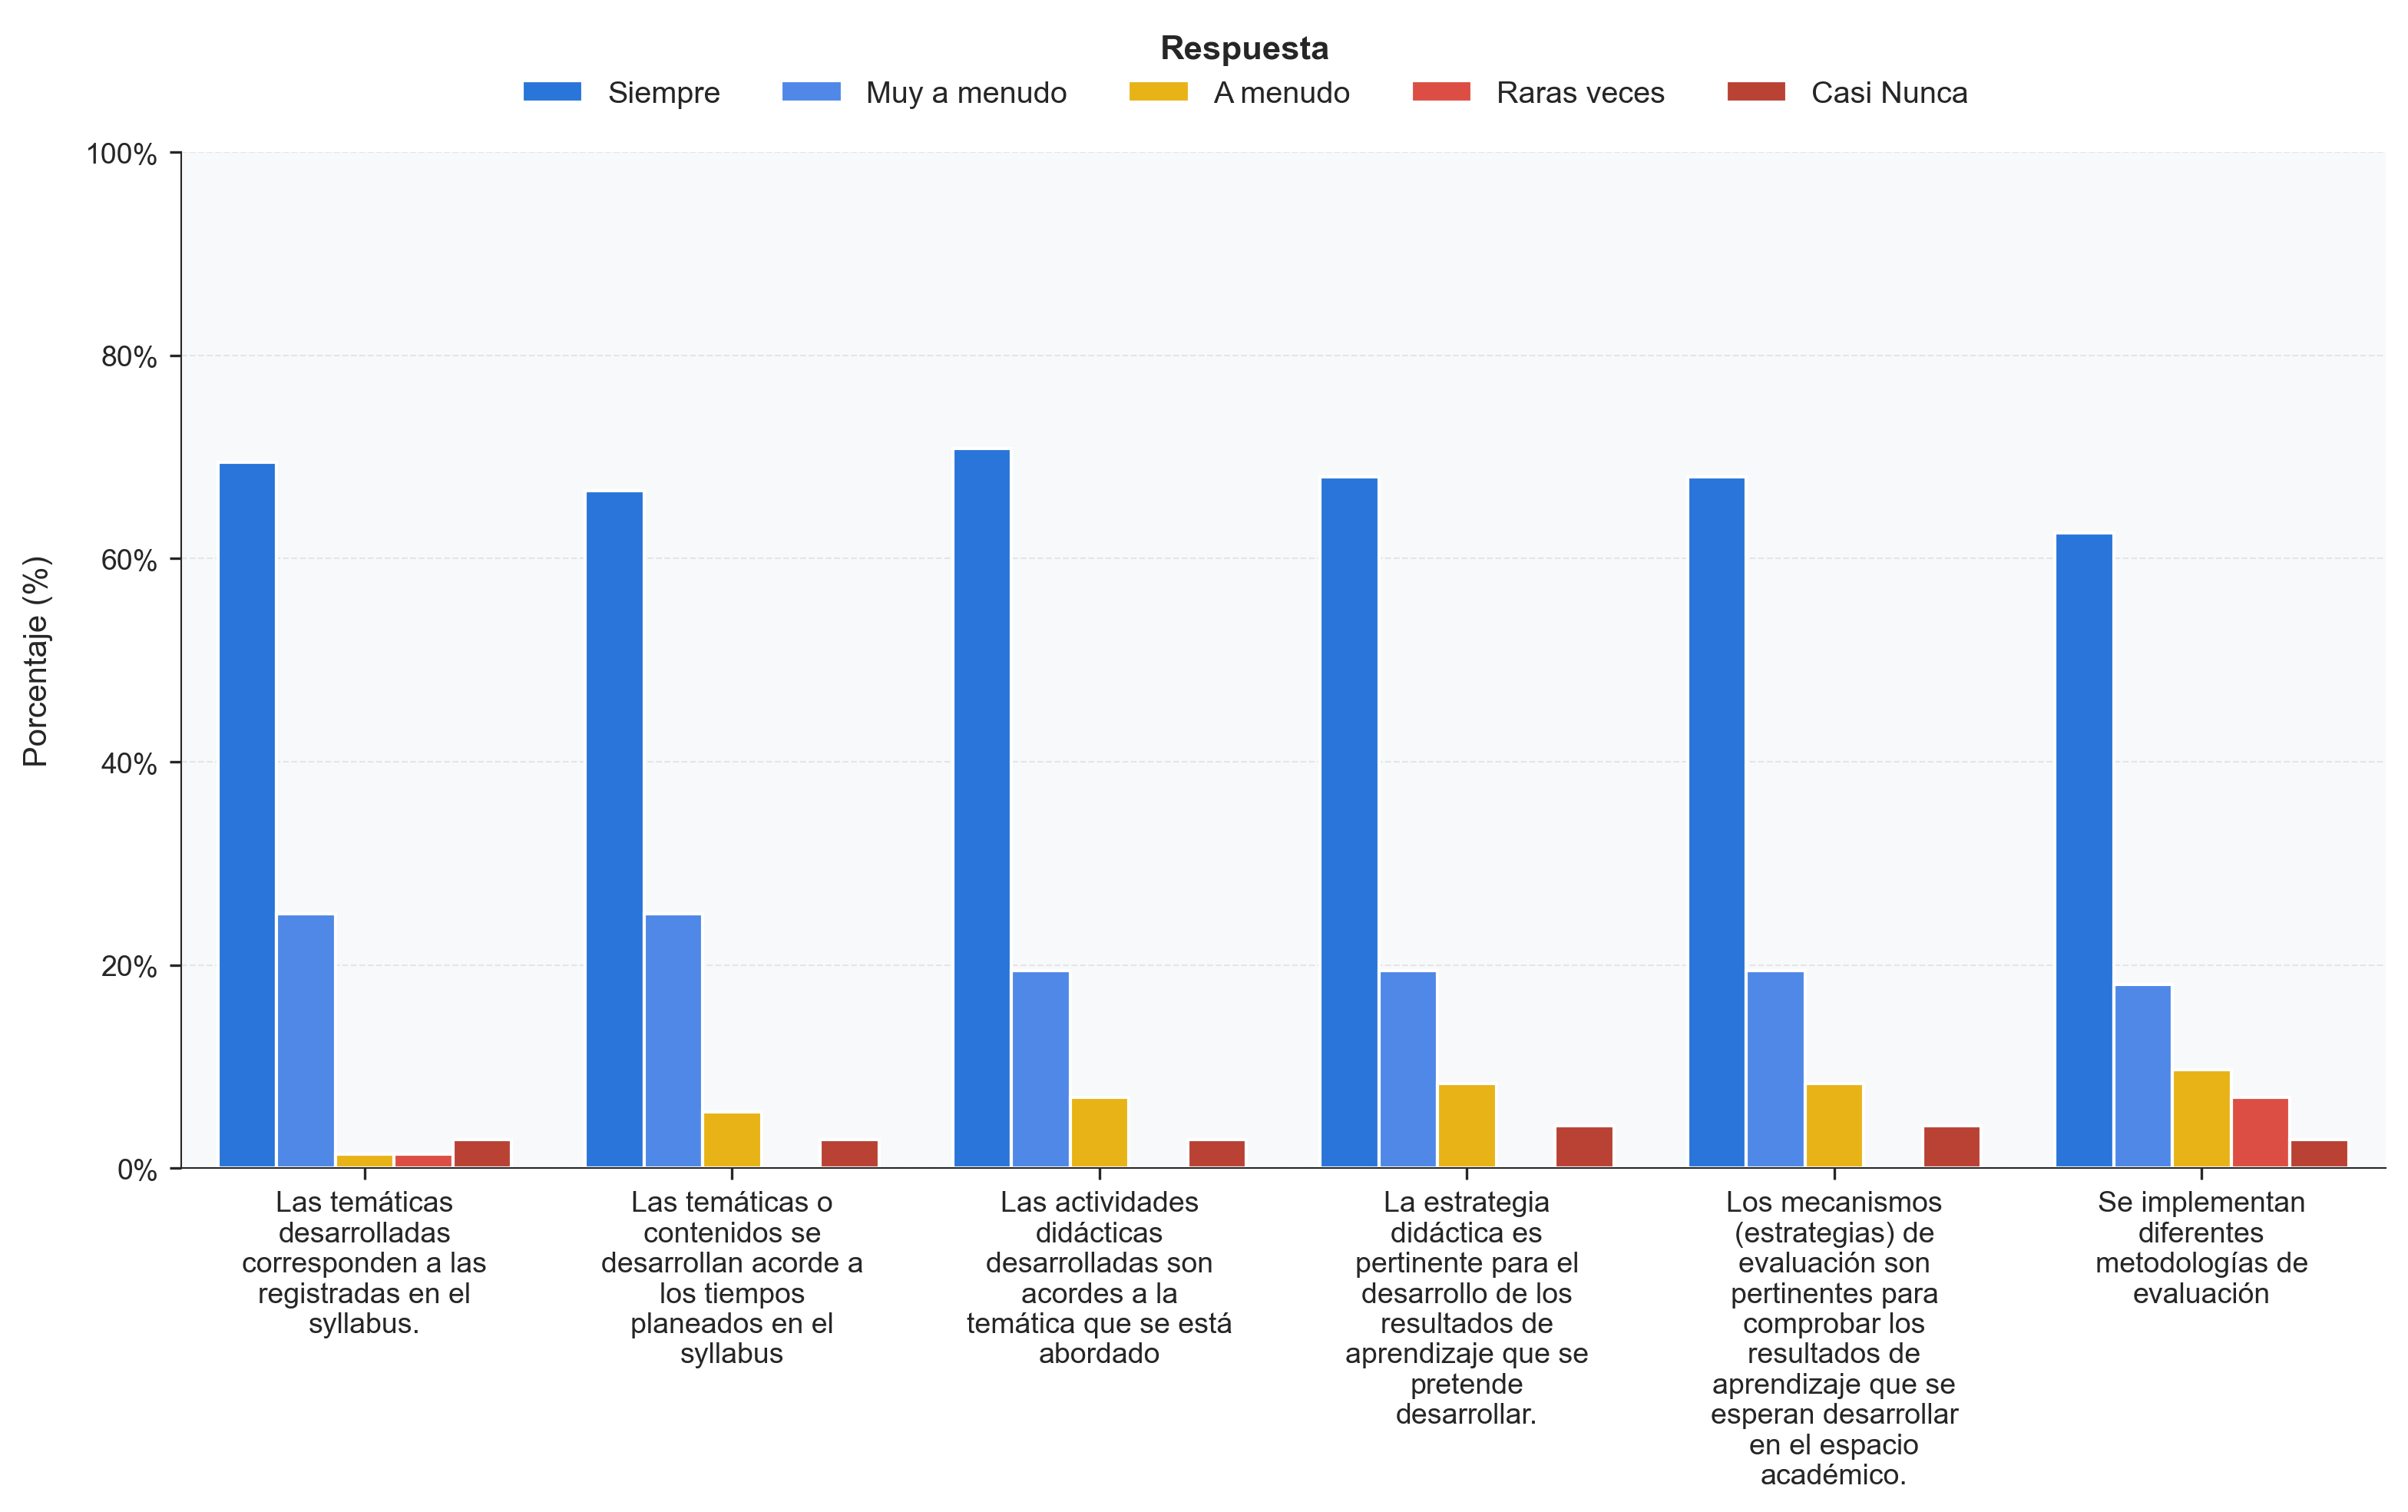 Respuesta
Siempre
Muy a menudo
A menudo
Raras veces
Casi Nunca
100%
80%
60%
40%
20%
0%
Porcentaje (%)
Las temáticas
desarrolladas
corresponden a las
registradas en el
syllabus.
Las temáticas o
contenidos se
desarrollan acorde a
los tiempos
planeados en el
syllabus
Las actividades
didácticas
desarrolladas son
acordes a la
temática que se está
abordado
La estrategia
didáctica es
pertinente para el
desarrollo de los
resultados de
aprendizaje que se
pretende
desarrollar.
Los mecanismos
(estrategias) de
evaluación son
pertinentes para
comprobar los
resultados de
aprendizaje que se
esperan desarrollar
en el espacio
académico.
Se implementan
diferentes
metodologías de
evaluación